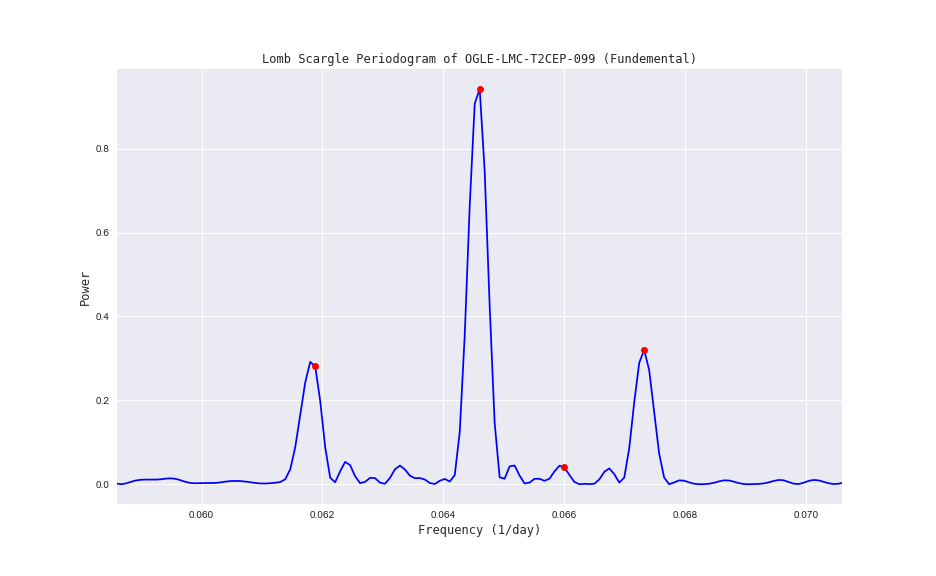 Lomb Scargle Periodogram of OGLE-LMC-T2CEP-099 (Fundemental)
0.8
0.6
0.4
0.2
0.0
Power
0.060 0.062 0.064 0.066 0.068 0.070
Frequency (1/day)